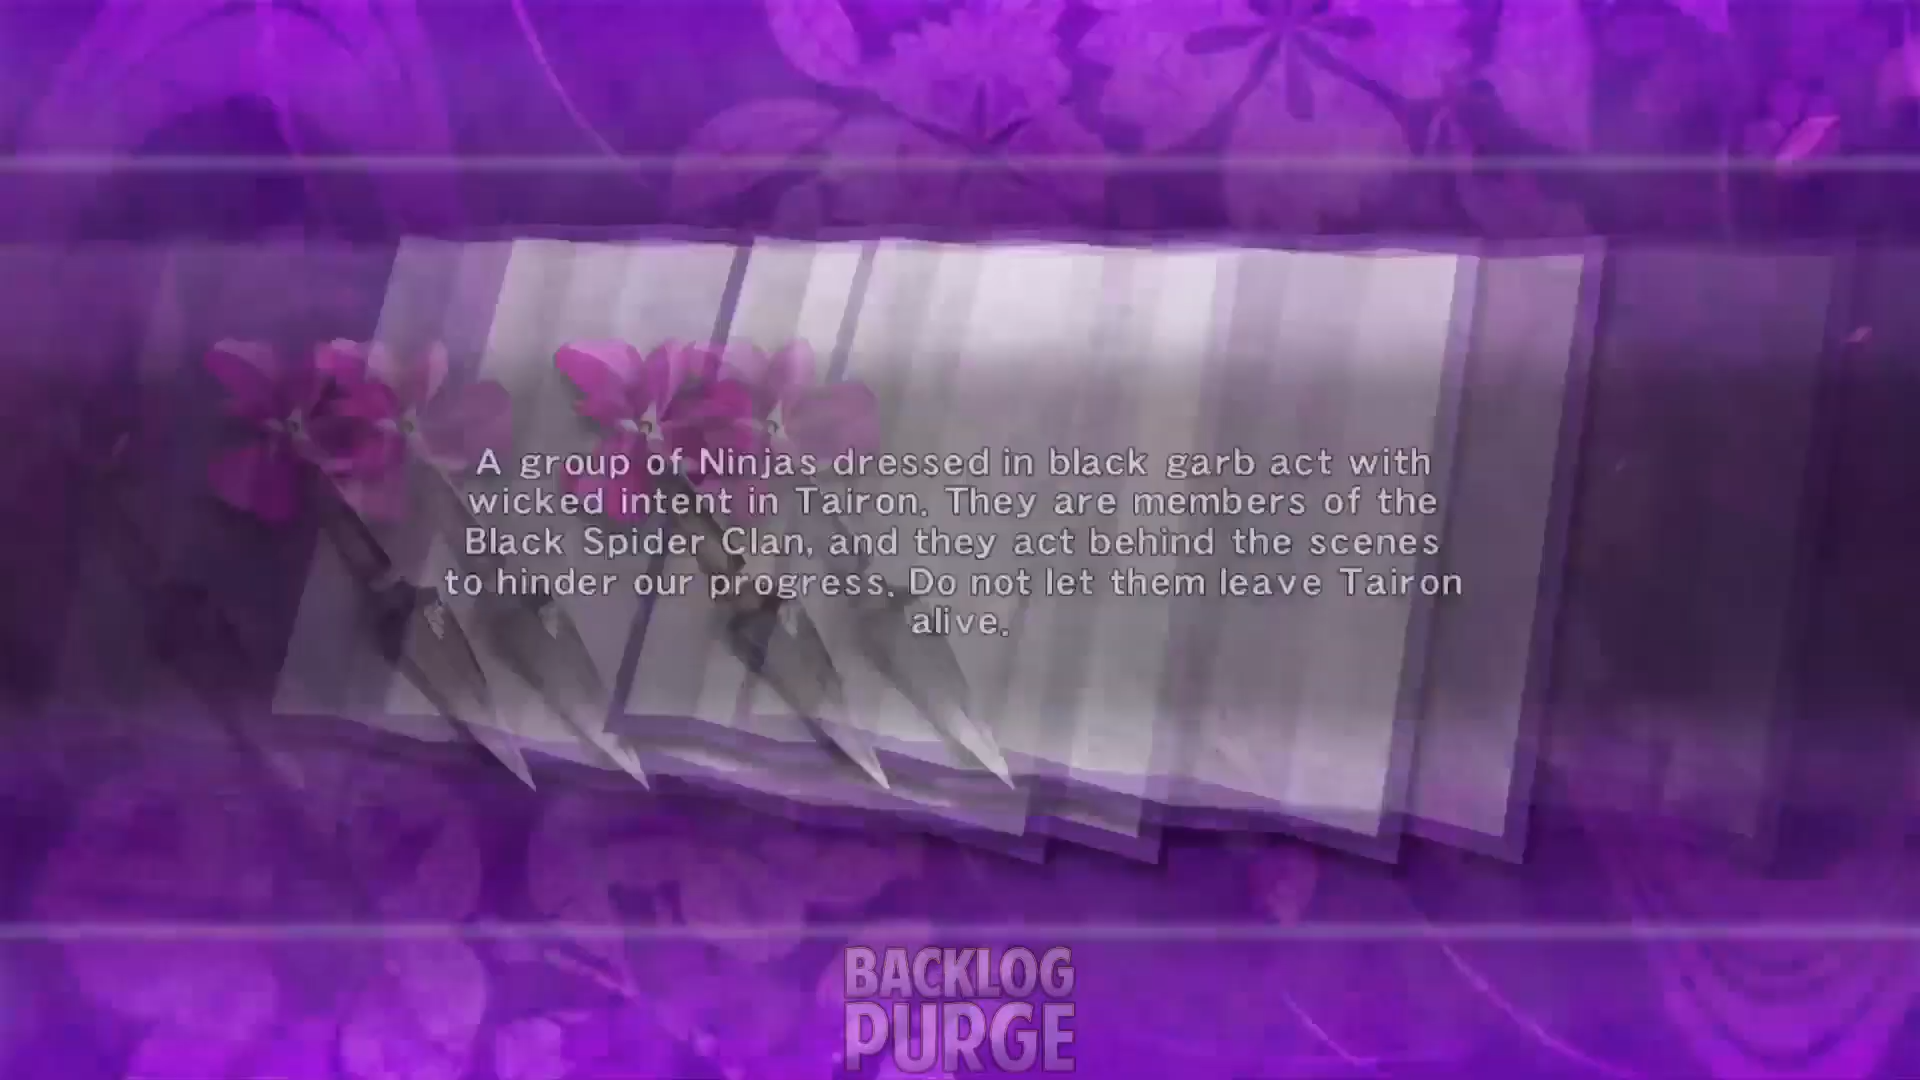 A group of Ninjas dressed in black garb act with
wicked intent in Tairon. They are members of the
Black Spider Clan, and they act behind the scenes
to hinder our progress. Do not let them leave Tairon
alive.
BACKLOG
PURGE